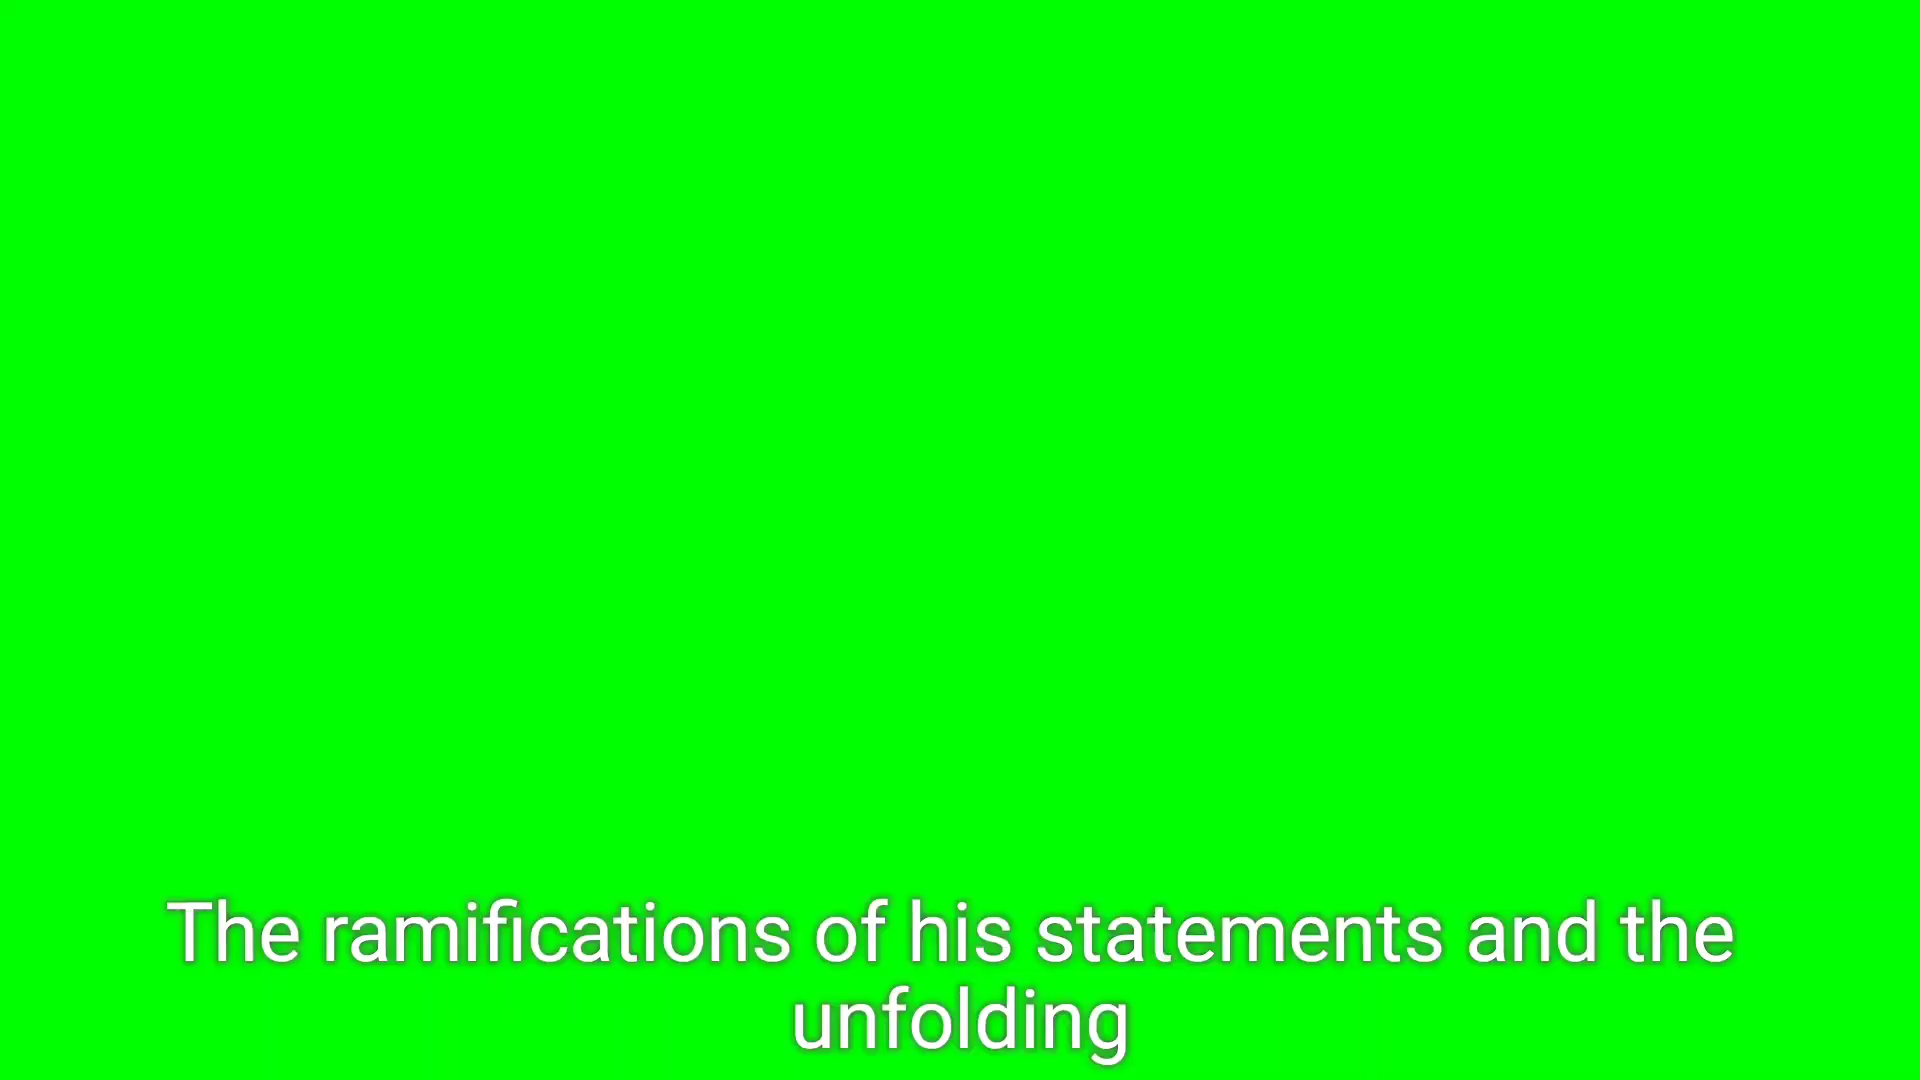 The ramifications of his statements and the
unfolding